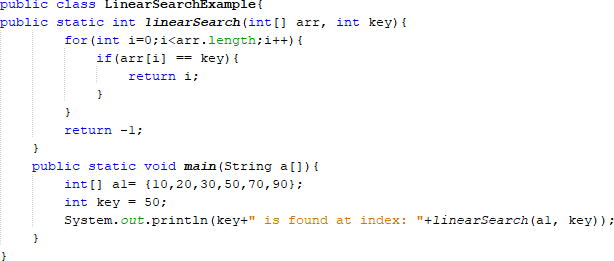 public class LinearSearchExample{
public static int linearSearch(int[] arr, int key){
for(int i=0;i<arr.length;i++){
if(arr[i] == key){
return i;
}
}
return -1;
}
public static void main(String a[]){
int[] a1= {10,20,30,50,70,90};
int key = 50;
System.out.println(key+" is found at index: "+linearSearch(a1, key));
}
}